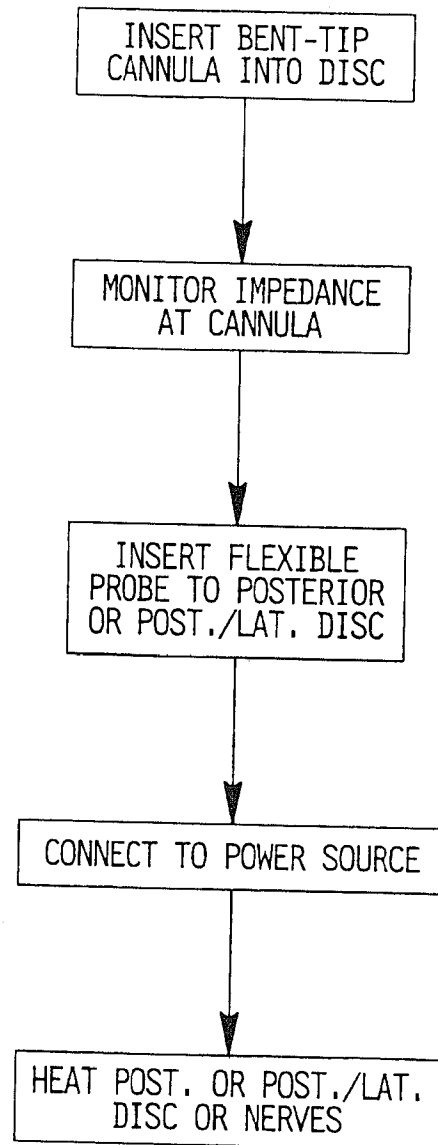 INSERT BENT-TIP
CANNULA INTO DISC
MONITOR IMPEDANCE
AT CANNULA
INSERT FLEXIBLE
PROBE TO POSTERIOR
OR POST./LAT. DISC
CONNECT TO POWER SOURCE
HEAT POST. OR POST./LAT.
DISC OR NERVES